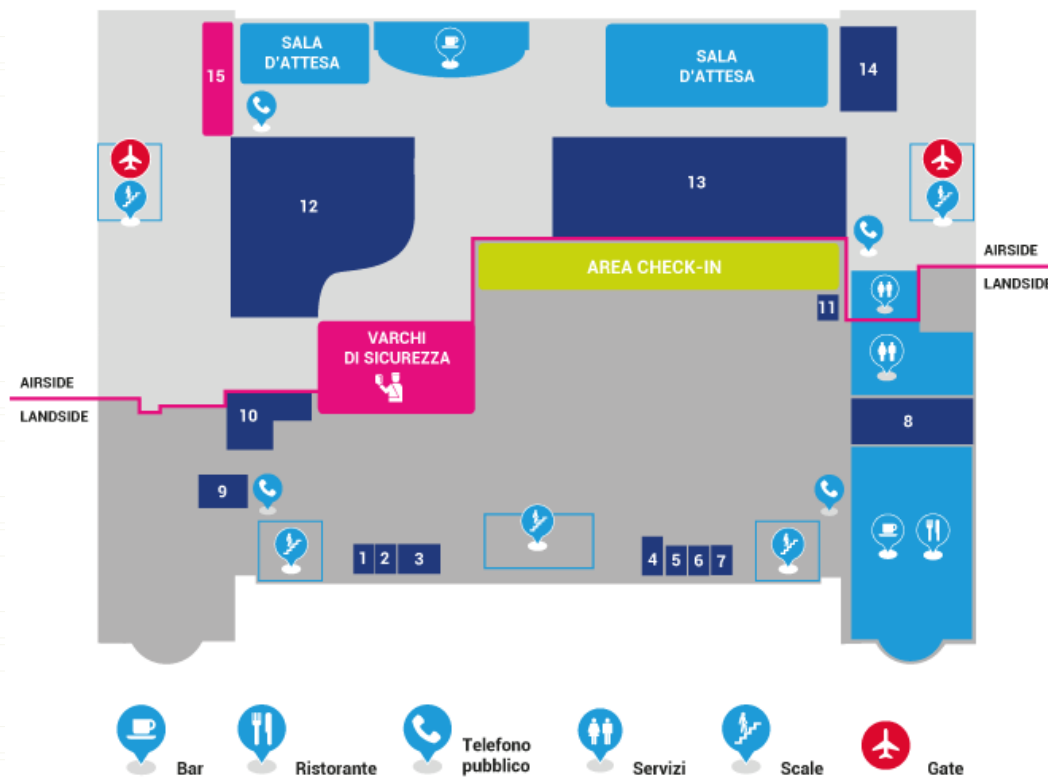 SALA
D'ATTESA
SALA
D'ATTESA
14
15
12
13
AREA CHECK-IN
11
AIRSIDE
LANDSIDE
VARCHI
DI SICUREZZA
AIRSIDE
LANDSIDE
10
8
9
1 2 3
4 5 6 7
Bar
Ristorante
Telefono
pubblico
Servizi
Scale
Gate